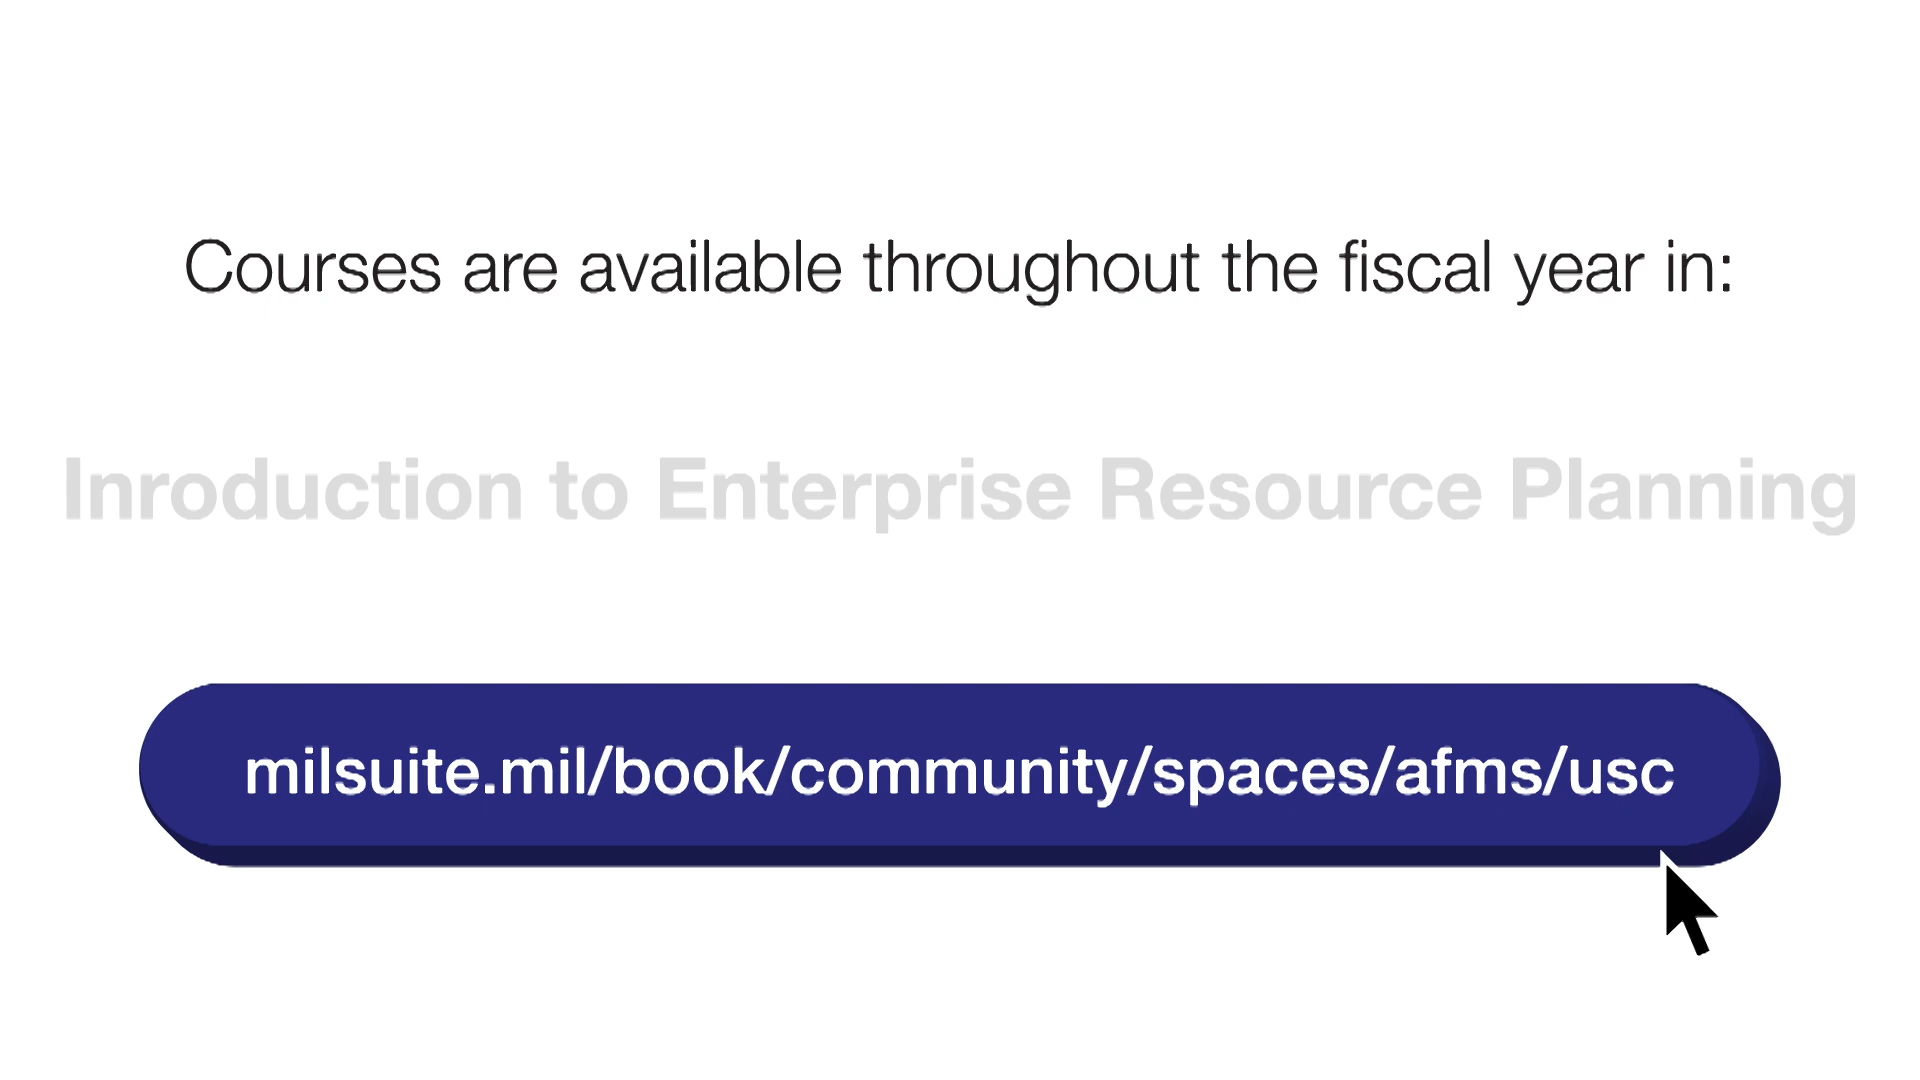 Courses are available throughout the fiscal year in:
Inroduction to Enterprise Resource Planning
milsuite.mil/book/community/spaces/afms/usc